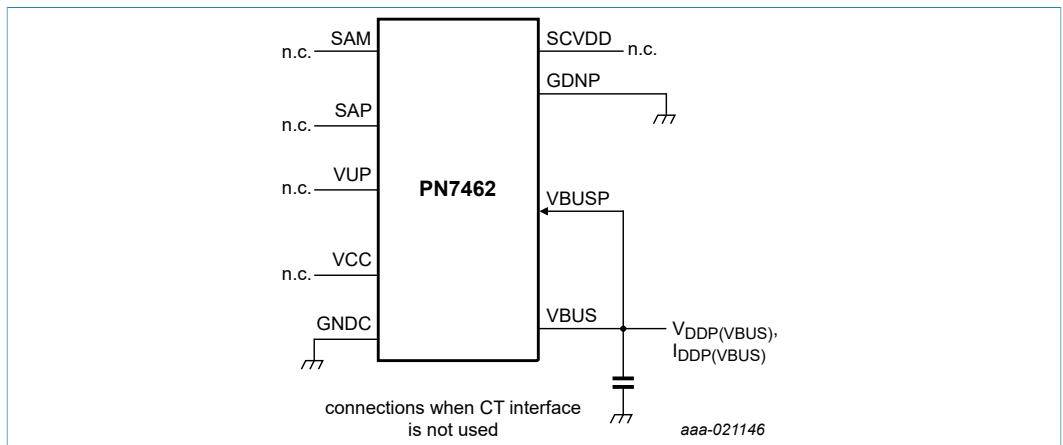 SAM
n.c.
SCVDD
n.c.
GDNP
SAP
n.c.
VUP
n.c.
PN7462
VBUSP
VCC
n.c.
GNDC
VBUS
VDDP(VBUS),
IDDP(VBUS)
connections when CT interface
is not used
aaa-021146